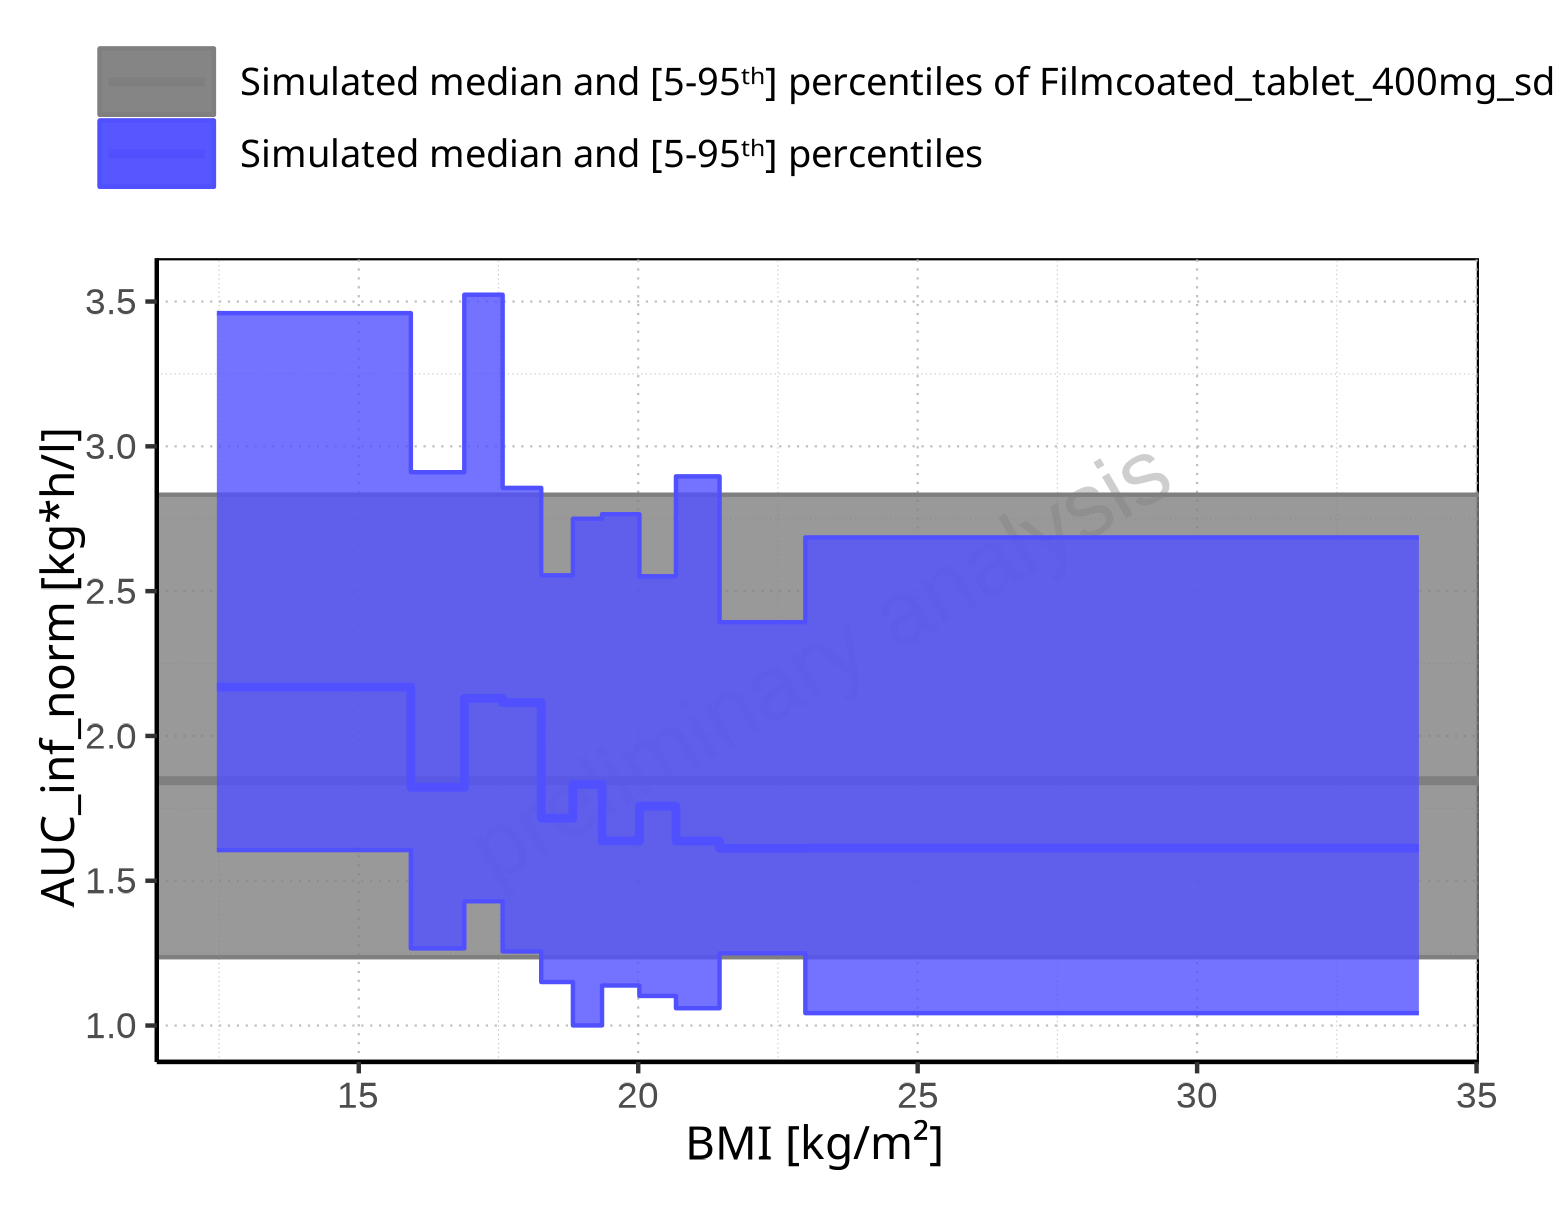 Simulated median and [5-95ᵗʰ] percentiles of Filmcoated_tablet_400mg_sd
Simulated median and [5-95ᵗʰ] percentiles
3.5
3.0
2.5
2.0
1.5
1.0
AUC_inf_norm [kg*h/l]
preliminary analysis
15 20 25 30 35
BMI [kg/m²]